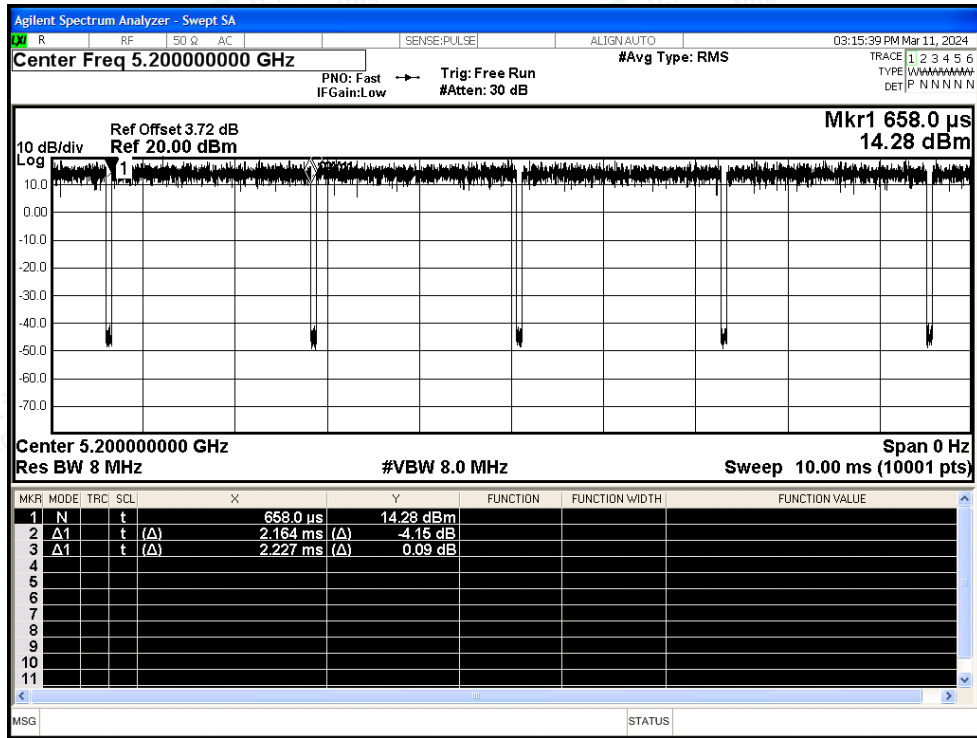 Agilent Spectrum Analyzer - Swept SA
LXI R RF 50 Ω AC SENSE:PULSE ALIGN AUTO 03:15:39 PM Mar 11, 2024
Center Freq 5.200000000 GHz #Avg Type: RMS TRACE 1 2 3 4 5 6
PNO: Fast Trig: Free Run TYPE WWWWWW
IFGain:Low #Atten: 30 dB DET P N N N N N
Mkr1 658.0 µs
Ref Offset 3.72 dB
10 dB/div Ref 20.00 dBm 14.28 dBm
Log
1
10.0
0.00
-10.0
-20.0
-30.0
-40.0
-50.0
-60.0
-70.0
Center 5.200000000 GHz Span 0 Hz
Res BW 8 MHz #VBW 8.0 MHz Sweep 10.00 ms (10001 pts)
MKR MODE TRC SCL X Y FUNCTION FUNCTION WIDTH FUNCTION VALUE
1 N t 658.0 µs 14.28 dBm
2 Δ1 t (Δ) 2.164 ms (Δ) -4.15 dB
3 Δ1 t (Δ) 2.227 ms (Δ) 0.09 dB
4
5
6
7
8
9
10
11
MSG STATUS